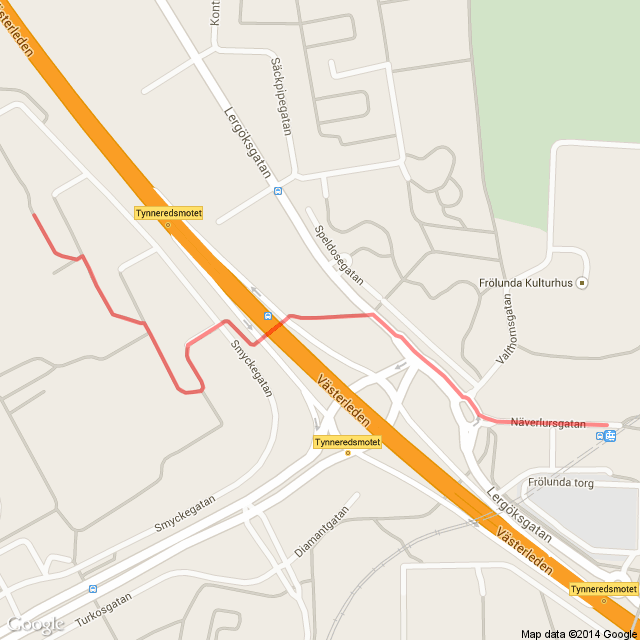 Västerleden
Kont
Säckpipegatan
Lergöksgatan
Tynneredsmotet
Speldosegatan
Frölunda Kulturhus
Valthornsgatan
Smyckegatan
Västerleden
Näverlursgatan
Tynneredsmotet
Frölunda torg
Smyckegatan
Lergöksgatan
Diamantgatan
Västerleden
Tynneredsmotet
Turkosgatan
Google
Map data ©2014 Google